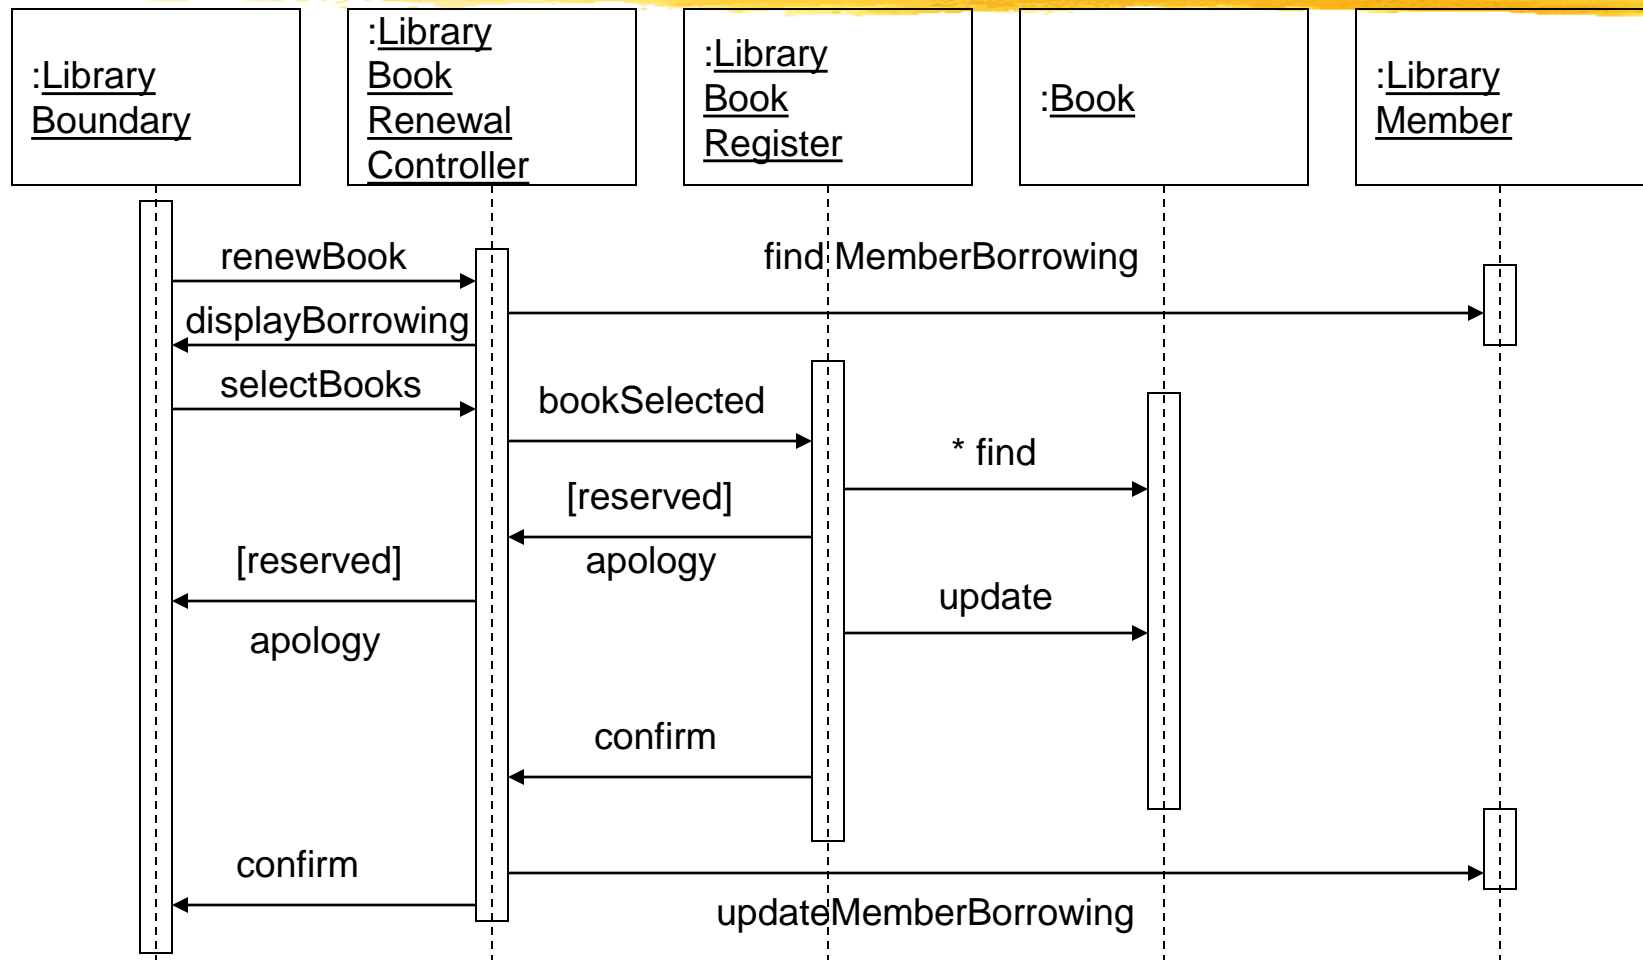 :Library
Boundary
:Library
Book
Renewal
Controller
:Library
Book
Register
:Book
:Library
Member
renewBook
find MemberBorrowing
displayBorrowing
selectBooks
bookSelected
* find
[reserved]
apology
[reserved]
apology
update
confirm
confirm
updateMemberBorrowing